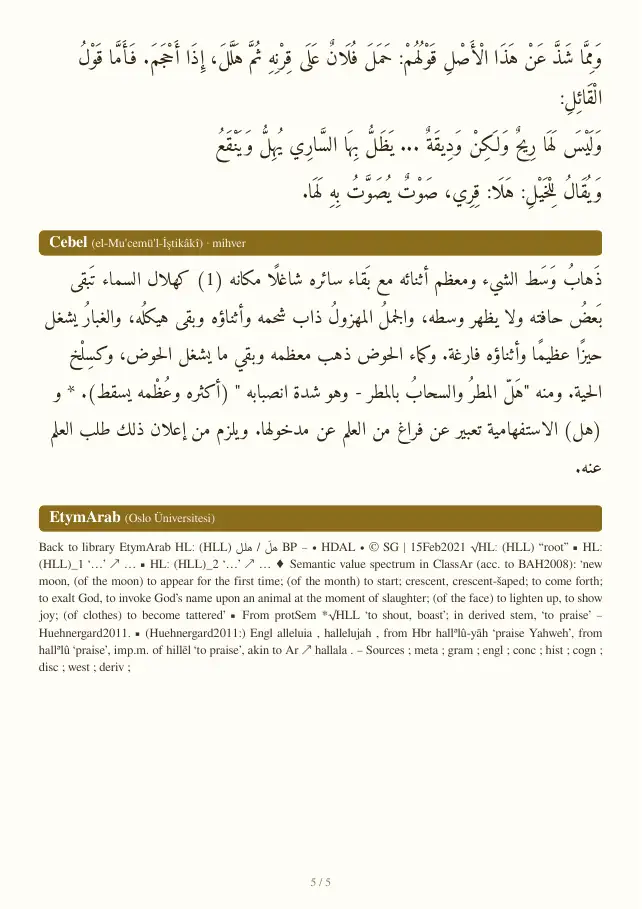 وَمِمَّا شَذَّ عَنْ هَذَا الْأَصْلِ قَوْلُهُمْ: حَمَلَ فُلَانٌ عَلَى قِرْنِهِ ثُمَّ هَلَّلَ، إِذَا أَحْجَمَ. فَأَمَّا قَوْلُ
الْقَائِلِ:
وَلَيْسَ لَهَا رِيحٌ وَلَكِنْ وَدِيقَةٌ ... يَظَلُّ بِهَا السَّارِي يُهِلُّ وَيَنْقَعُ
وَيُقَالُ لِلْخَيْلِ: هَلَا: قِرِي، صَوْتٌ يُصَوَّتُ بِهِ لَهَا.
Cebel (el-Mu'cemü'l-İştikâkî) · mihver
ذَهابُ وَسَط الشيء ومعظم أثنائه مع بَقاء سائره شاغلًا مكانه (1) كهلال السماء تَبقى
بَعضُ حافته ولا يظهر وسطه، والجملُ المهزولُ ذاب شحمه وأثناؤه وبقى هيكلُه، والغبارُ يشغل
حيزًا عظيمًا وأثناؤه فارغة. وكماء الحوض ذهب معظمه وبقي ما يشغل الحوض، وكسِلْخ
الحية. ومنه "هَلّ المطرُ والسحابُ بالمطر - وهو شدة انصبابه " (أكثره وعُظْمه يسقط). * و
(هل) الاستفهامية تعبير عن فراغ من العلم عن مدخولها. ويلزم من إعلان ذلك طلب العلم
عنه.
EtymArab (Oslo Üniversitesi)
Back to library EtymArab HL: (HLL) هلّ / هلل BP – • HDAL • © SG | 15Feb2021 √HL: (HLL) “root” ▪ HL:
(HLL)_1 ‘…’ ↗ … ▪ HL: (HLL)_2 ‘…’ ↗ … ♦ Semantic value spectrum in ClassAr (acc. to BAH2008): ‘new
moon, (of the moon) to appear for the first time; (of the month) to start; crescent, crescent-šaped; to come forth;
to exalt God, to invoke God’s name upon an animal at the moment of slaughter; (of the face) to lighten up, to show
joy; (of clothes) to become tattered’ ▪ From protSem *√HLL ‘to shout, boast’; in derived stem, ‘to praise’ –
Huehnergard2011. ▪ (Huehnergard2011:) Engl alleluia , hallelujah , from Hbr hallᵊlû-yāh ‘praise Yahweh’, from
hallᵊlû ‘praise’, imp.m. of hillēl ‘to praise’, akin to Ar ↗ hallala . – Sources ; meta ; gram ; engl ; conc ; hist ; cogn ;
disc ; west ; deriv ;
5 / 5